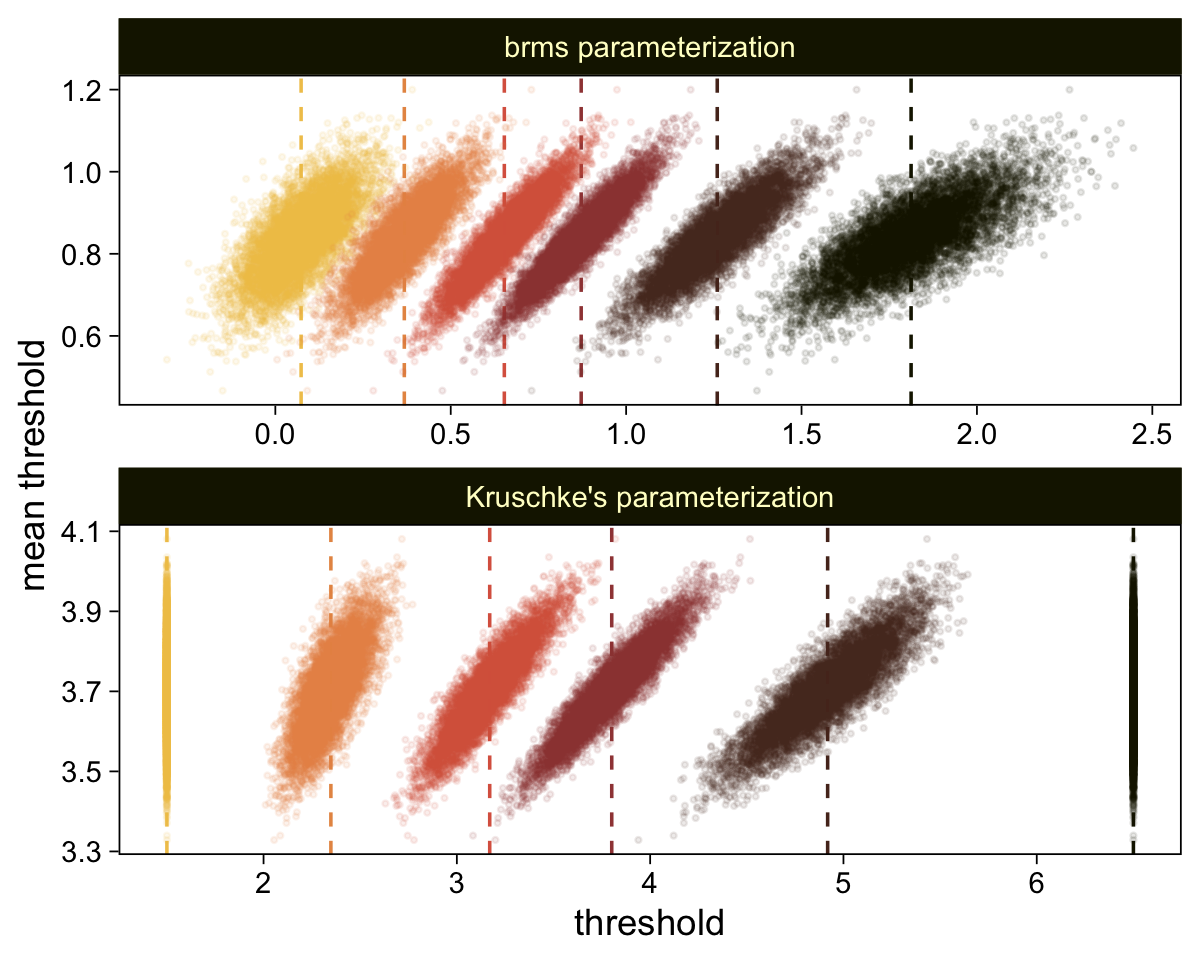 brms parameterization
1.2
1.0
0.8
0.6
0.0 0.5 1.0 1.5 2.0 2.5
mean threshold
Kruschke's parameterization
4.1
3.9
3.7
3.5
3.3
2 3 4 5 6
threshold